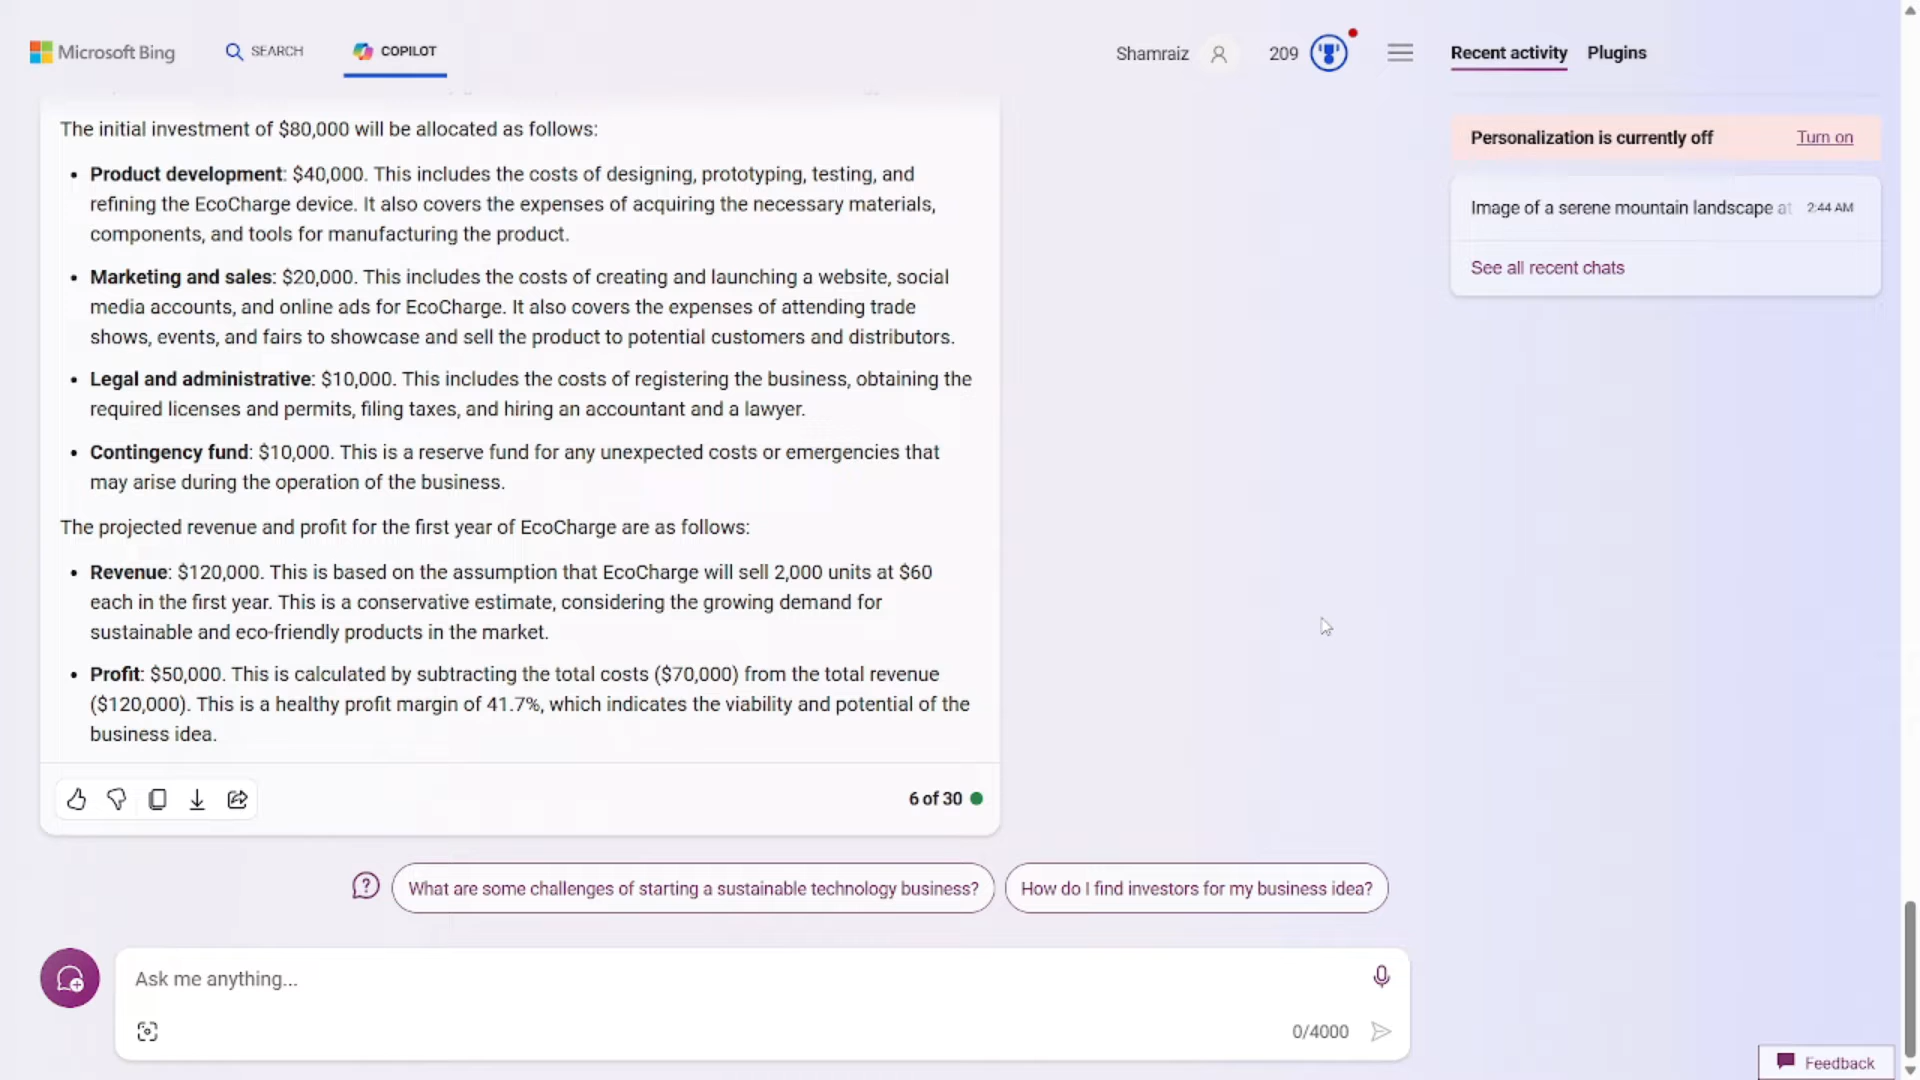 Microsoft Bing
SEARCH
COPILOT
Shamraiz
209
Recent activity
Plugins
The initial investment of $80,000 will be allocated as follows:
• Product development: $40,000. This includes the costs of designing, prototyping, testing, and
refining the EcoCharge device. It also covers the expenses of acquiring the necessary materials,
components, and tools for manufacturing the product.
• Marketing and sales: $20,000. This includes the costs of creating and launching a website, social
media accounts, and online ads for EcoCharge. It also covers the expenses of attending trade
shows, events, and fairs to showcase and sell the product to potential customers and distributors.
• Legal and administrative: $10,000. This includes the costs of registering the business, obtaining the
required licenses and permits, filing taxes, and hiring an accountant and a lawyer.
• Contingency fund: $10,000. This is a reserve fund for any unexpected costs or emergencies that
may arise during the operation of the business.
The projected revenue and profit for the first year of EcoCharge are as follows:
• Revenue: $120,000. This is based on the assumption that EcoCharge will sell 2,000 units at $60
each in the first year. This is a conservative estimate, considering the growing demand for
sustainable and eco-friendly products in the market.
• Profit: $50,000. This is calculated by subtracting the total costs ($70,000) from the total revenue
($120,000). This is a healthy profit margin of 41.7%, which indicates the viability and potential of the
business idea.
6 of 30
What are some challenges of starting a sustainable technology business?
How do I find investors for my business idea?
Ask me anything...
0/4000
Personalization is currently off
Turn on
Image of a serene mountain landscape at
2:44 AM
See all recent chats
Feedback